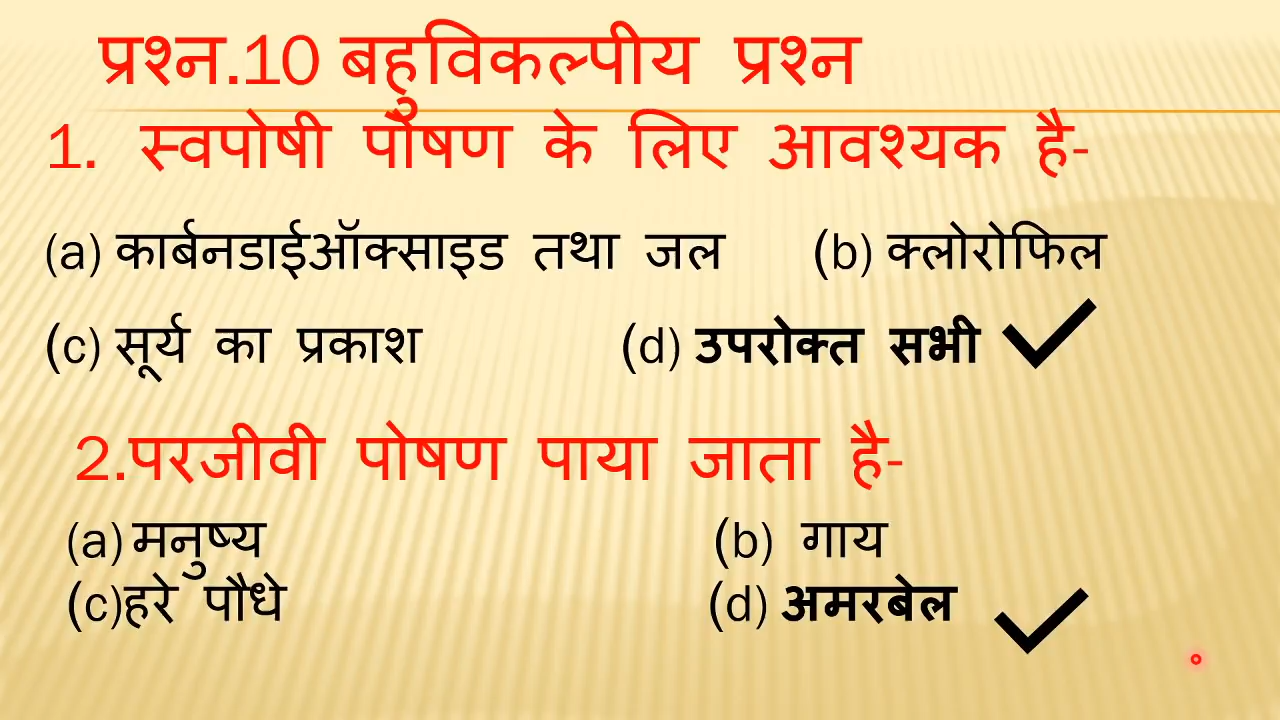 प्रश्न.10 बहुविकल्पीय प्रश्न
1. स्वपोषी पोषण के लिए आवश्यक है-
(a) कार्बनडाईऑक्साइड तथा जल (b) क्लोरोफिल
(c) सूर्य का प्रकाश (d) उपरोक्त सभी
2.परजीवी पोषण पाया जाता है-
(a) मनुष्य (b) गाय
(c)हरे पौधे (d) अमरबेल